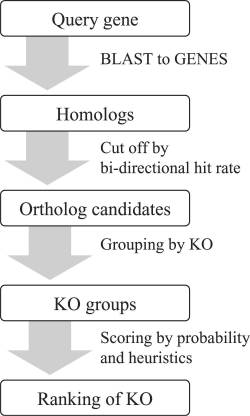 Query gene
BLAST to GENES
Homologs
Cut off by
bi-directional hit rate
Ortholog candidates
Grouping by KO
KO groups
Scoring by probability
and heuristics
Ranking of KO